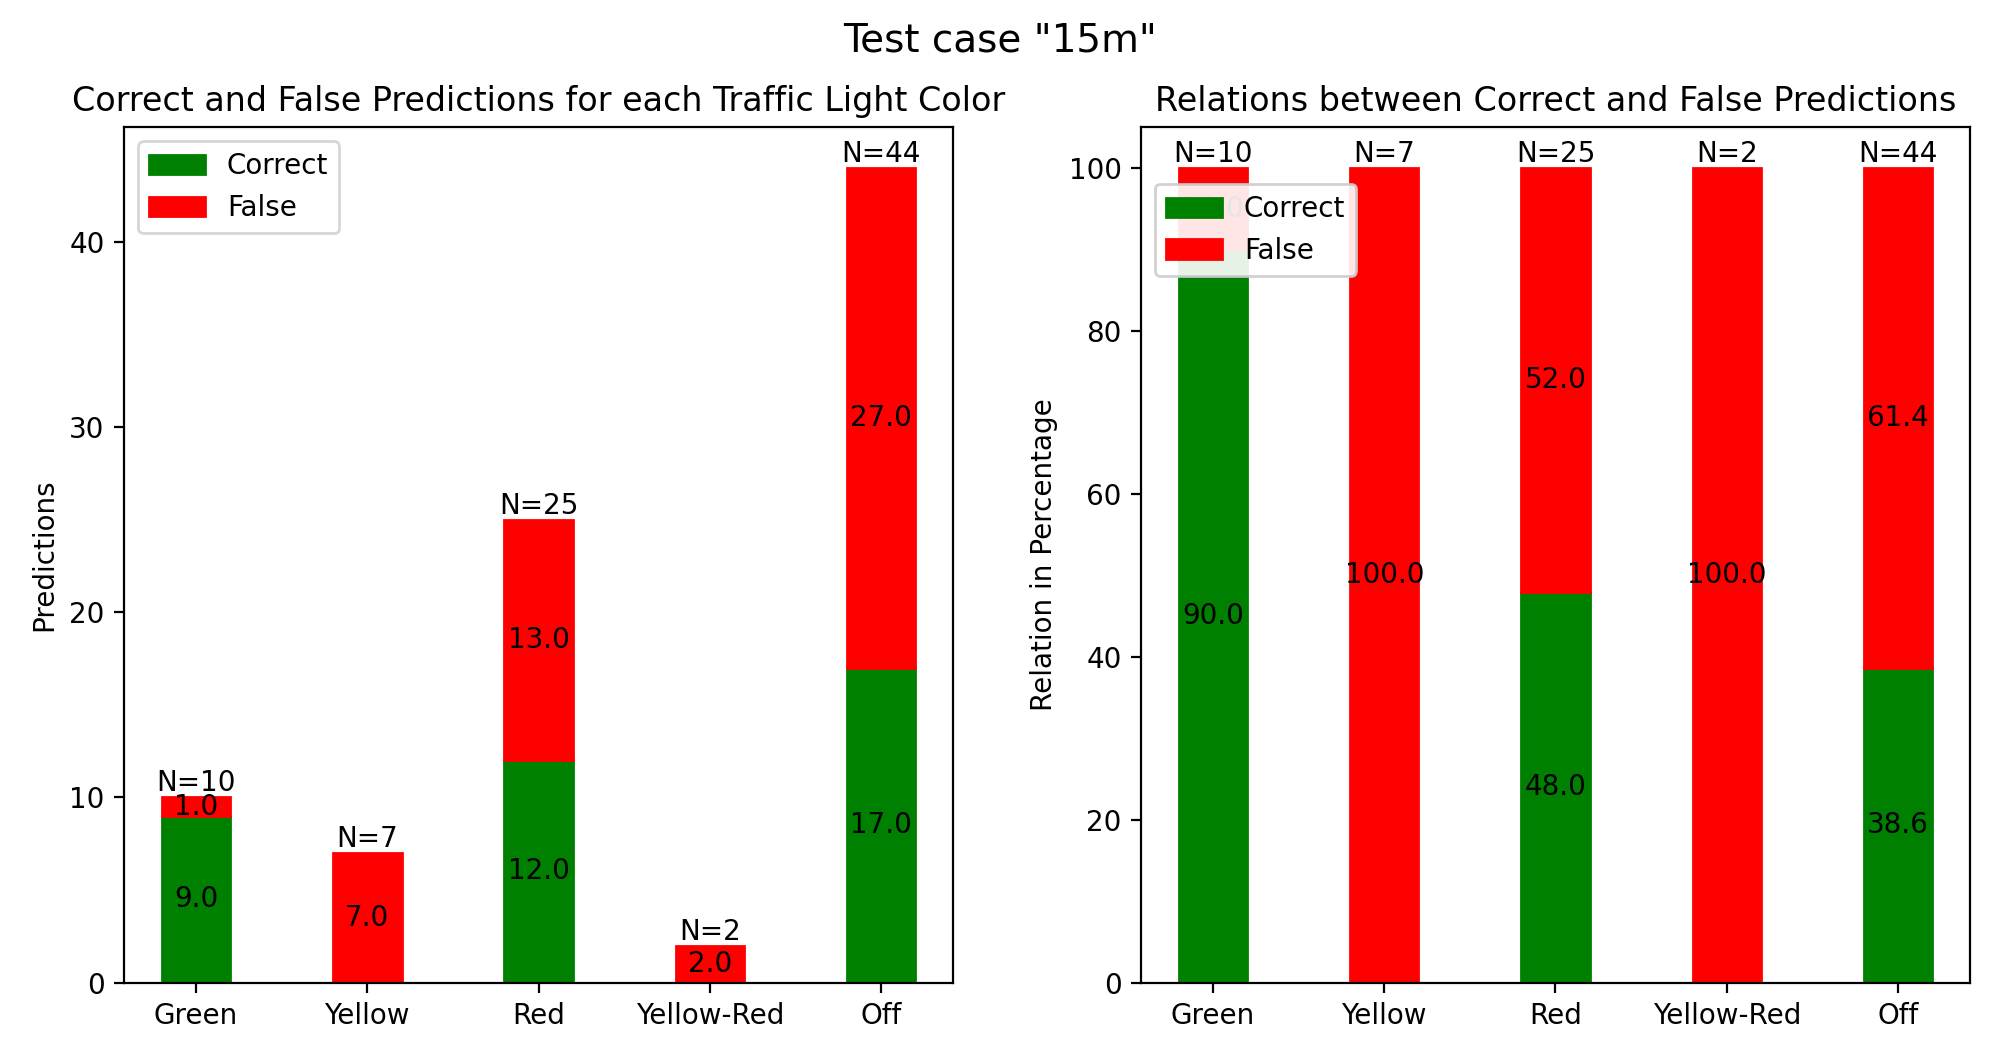 Test case "15m"
Correct and False Predictions for each Traffic Light Color
Correct
False
Predictions
40
30
20
10
0
N=10
1.0
9.0
N=7
7.0
N=25
13.0
12.0
N=2
2.0
N=44
27.0
17.0
Green
Yellow
Red
Yellow-Red
Off
Relations between Correct and False Predictions
Correct
False
Relation in Percentage
100
80
60
40
20
0
N=10
90.0
N=7
100.0
N=25
52.0
48.0
N=2
100.0
N=44
61.4
38.6
Green
Yellow
Red
Yellow-Red
Off